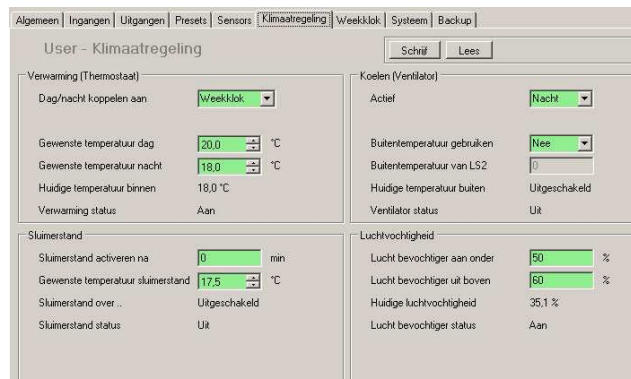 Algemeen Ingangen Uitgangen Presets Sensors Klimaatregeling Weekklok Systeem Backup
User - Klimaatregeling
Schrijf Lees
Verwarming (Thermostaat)
Dag/nacht koppelen aan Weekklok
Gewenste temperatuur dag 20,0 °C
Gewenste temperatuur nacht 18,0 °C
Huidige temperatuur binnen 18,0 °C
Verwarming status Aan
Koelen (Ventilator)
Actief Nacht
Buitentemperatuur gebruiken Nee
Buitentemperatuur van LS2 0
Huidige temperatuur buiten Uitgeschakeld
Ventilator status Uit
Sluimerstand
Sluimerstand activeren na 0 min
Gewenste temperatuur sluimerstand 17,5 °C
Sluimerstand over .. Uitgeschakeld
Sluimerstand status Uit
Luchtvochtigheid
Lucht bevochtiger aan onder 50 %
Lucht bevochtiger uit boven 60 %
Huidige luchtvochtigheid 35,1 %
Lucht bevochtiger status Aan